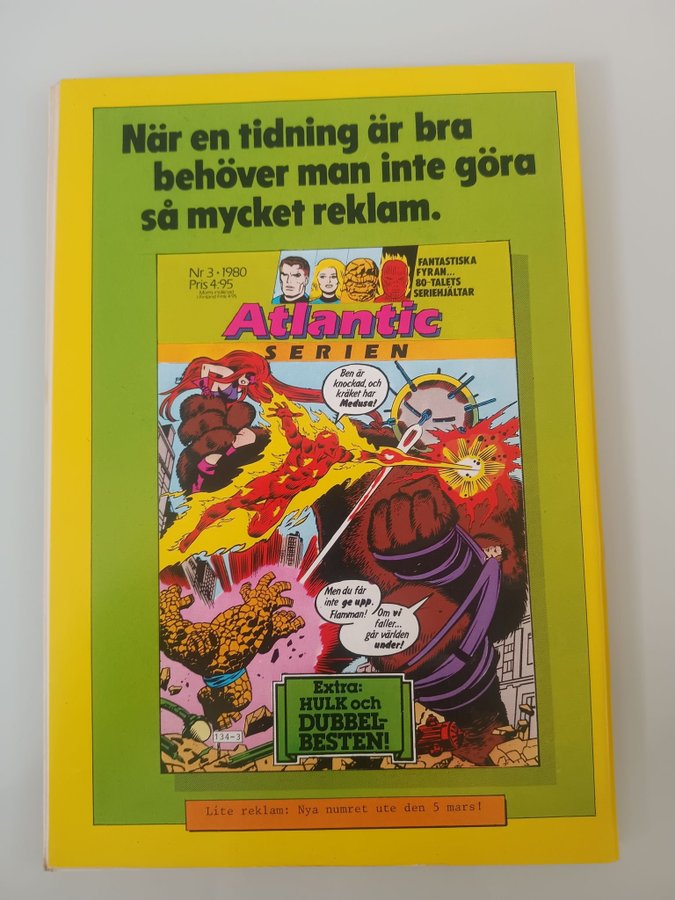 När en tidning är bra
behöver man inte göra
så mycket reklam.
Nr 3 • 1980
Pris 4:95
FANTASTISKA
FYRAN...
80-TALETS
SERIEHJÄLTAR
Atlantic
SERIEN
Ben är
knockad, och
kräket har
Medusa!
Men du får
inte ge upp,
Flamman!
Om vi
faller...
går världen
under!
Extra:
HULK och
DUBBEL-
BESTEN!
134-3
Lite reklam: Nya numret ute den 5 mars!